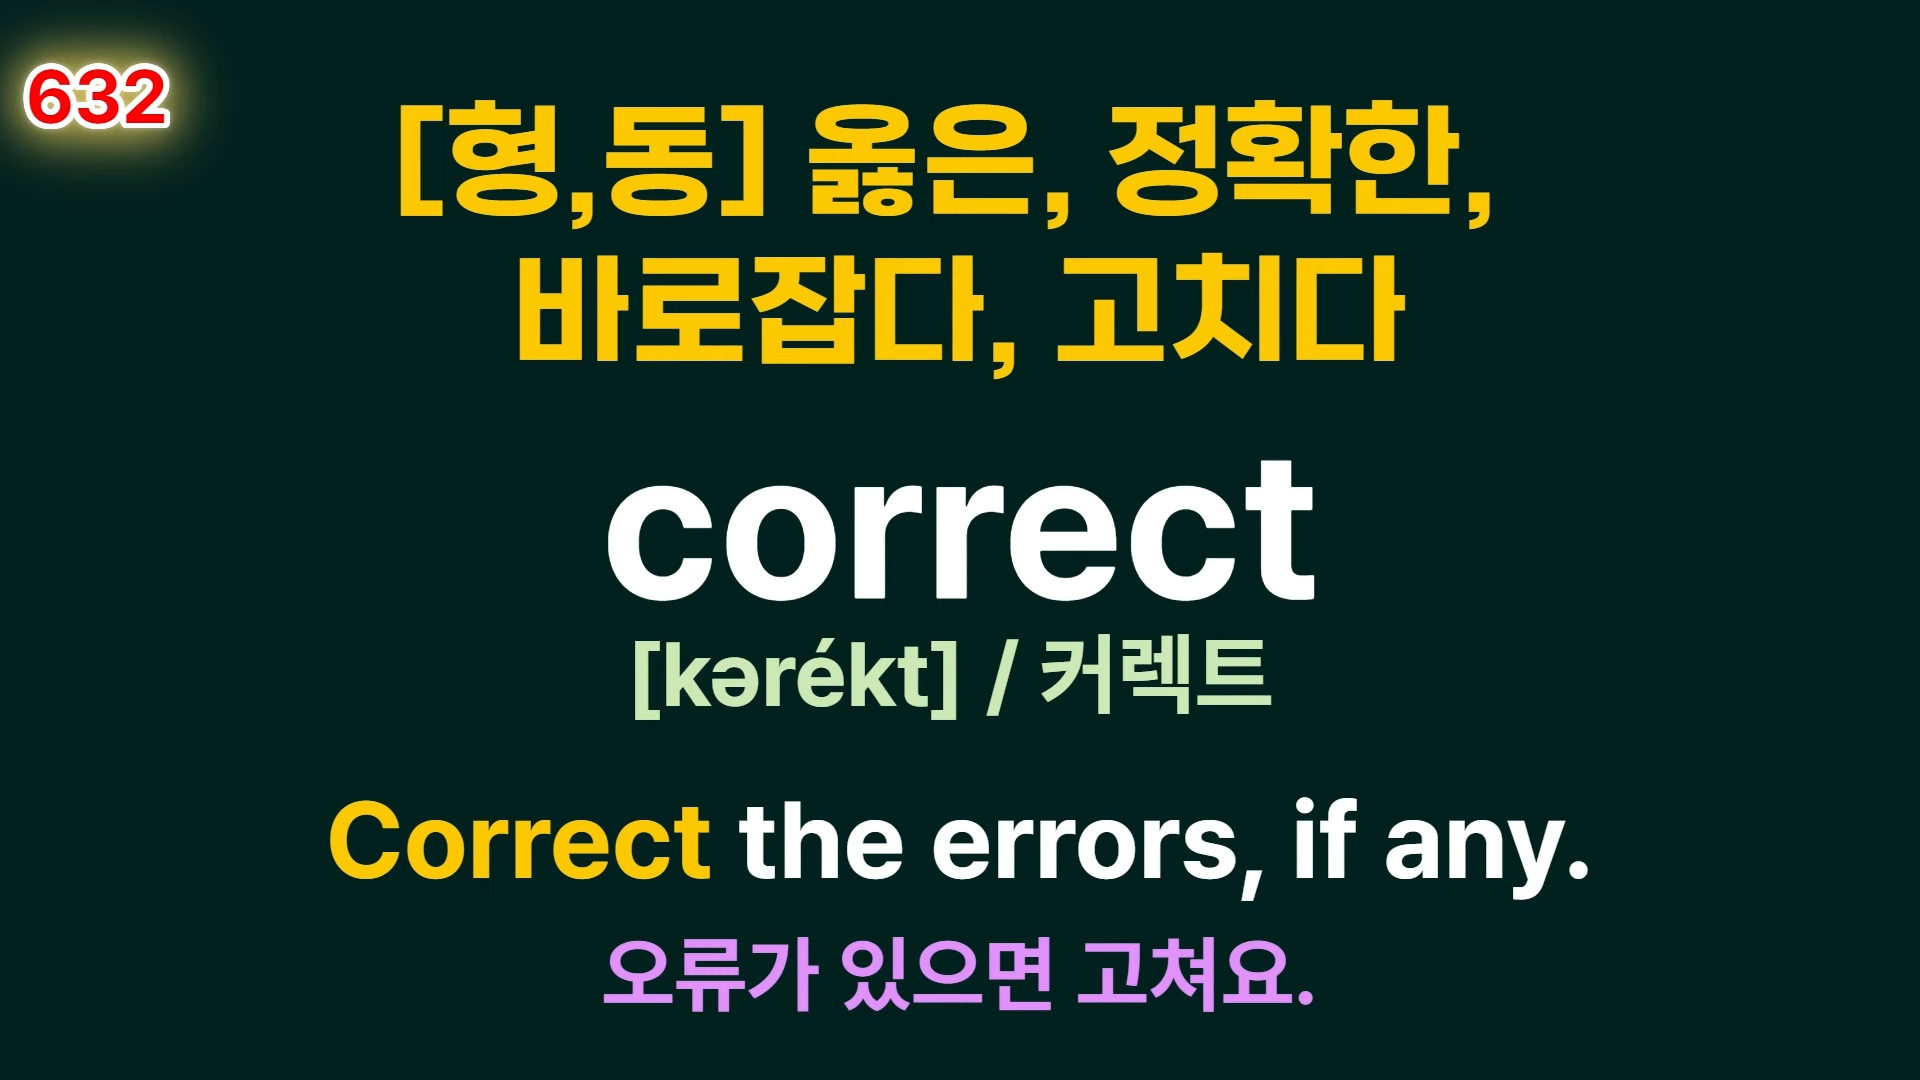 632
[형,동] 옳은, 정확한,
바로잡다, 고치다
correct
[kərékt] / 커렉트
Correct the errors, if any.
오류가 있으면 고쳐요.